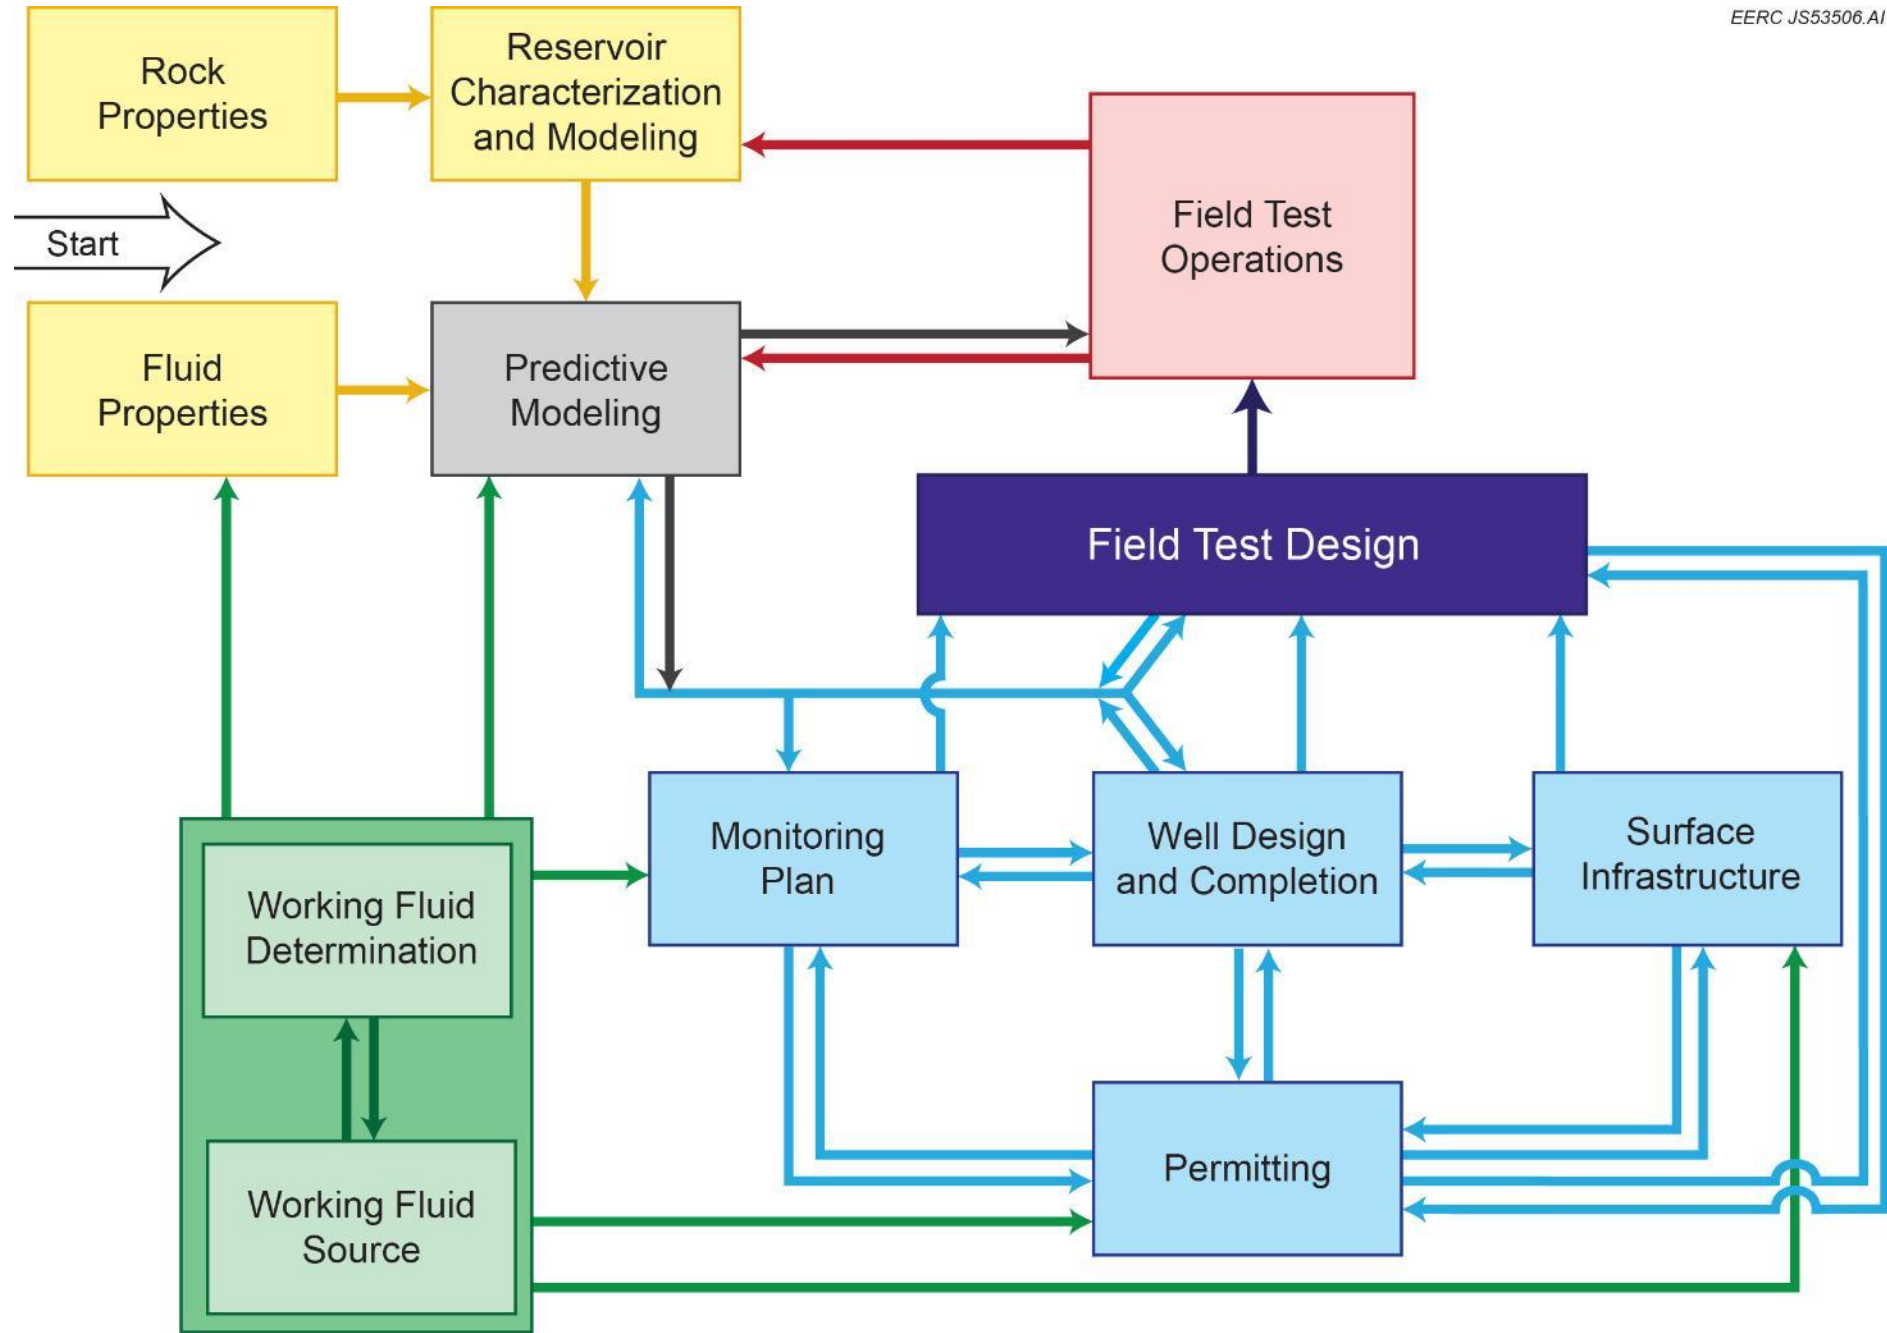 EERC JS53506.AI
Rock
Properties
Reservoir
Characterization
and Modeling
Start
Field Test
Operations
Fluid
Properties
Predictive
Modeling
Field Test Design
Monitoring
Plan
Well Design
and Completion
Surface
Infrastructure
Working Fluid
Determination
Permitting
Working Fluid
Source